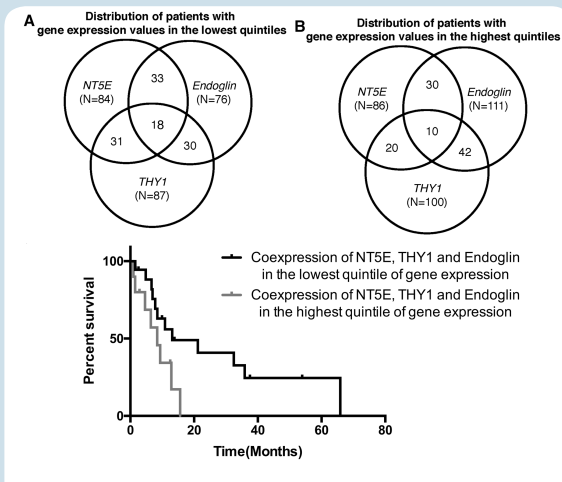 A
Distribution of patients with
gene expression values in the lowest quintiles
NT5E
(N=84)
33
Endoglin
(N=76)
18
31
30
THY1
(N=87)
B
Distribution of patients with
gene expression values in the highest quintiles
NT5E
(N=86)
30
Endoglin
(N=111)
10
20
42
THY1
(N=100)
Percent survival
100
50
0
0
20
40
60
80
Time(Months)
Coexpression of NT5E, THY1 and Endoglin
in the lowest quintile of gene expression
Coexpression of NT5E, THY1 and Endoglin
in the highest quintile of gene expression